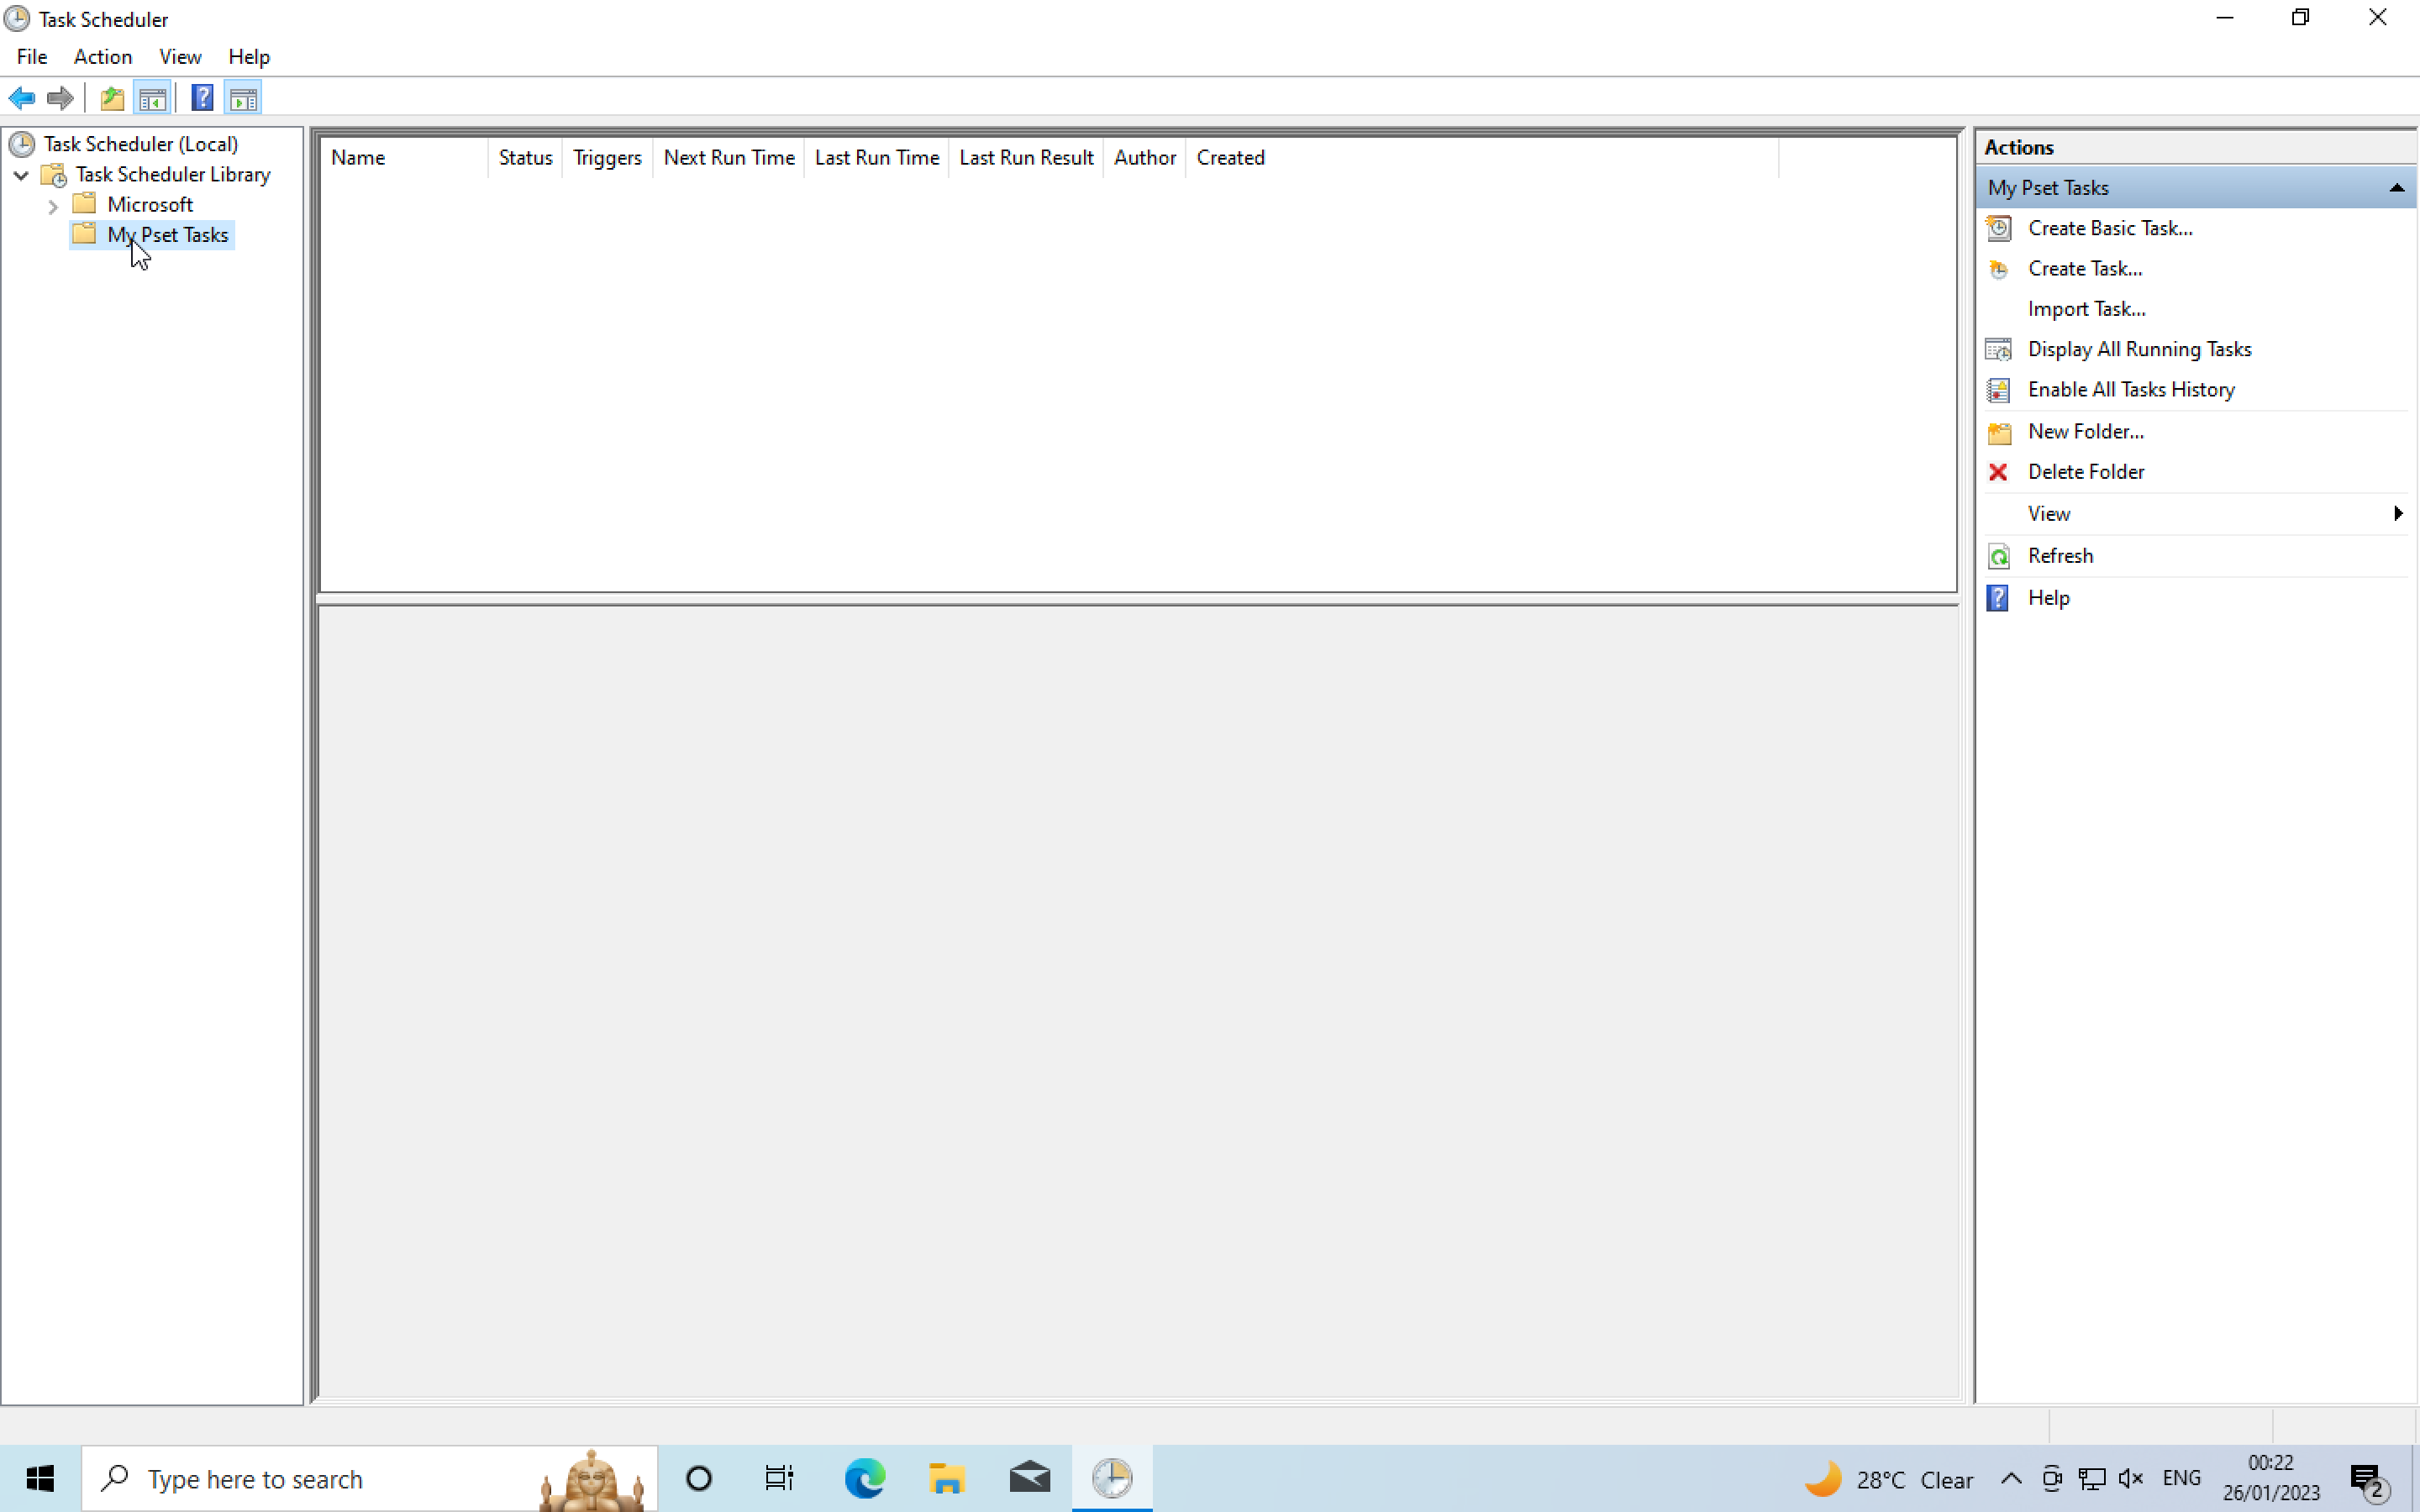 Task Scheduler
File Action View Help
Task Scheduler (Local)
Task Scheduler Library
Microsoft
My Pset Tasks
Name Status Triggers Next Run Time Last Run Time Last Run Result Author Created
Actions
My Pset Tasks
Create Basic Task...
Create Task...
Import Task...
Display All Running Tasks
Enable All Tasks History
New Folder...
Delete Folder
View
Refresh
Help
Type here to search
28°C Clear
ENG
00:22
26/01/2023
2